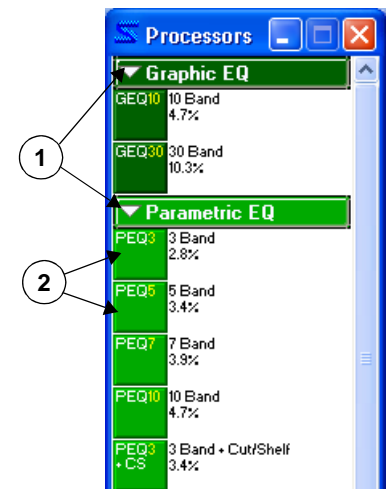 Processors
Graphic EQ
GEQ10 10 Band
4.7%
GEQ30 30 Band
10.3%
1
Parametric EQ
PEQ3 3 Band
2.8%
2
PEQ5 5 Band
3.4%
PEQ7 7 Band
3.9%
PEQ10 10 Band
4.7%
PEQ3 3 Band + Cut/Shelf
+ CS 3.4%